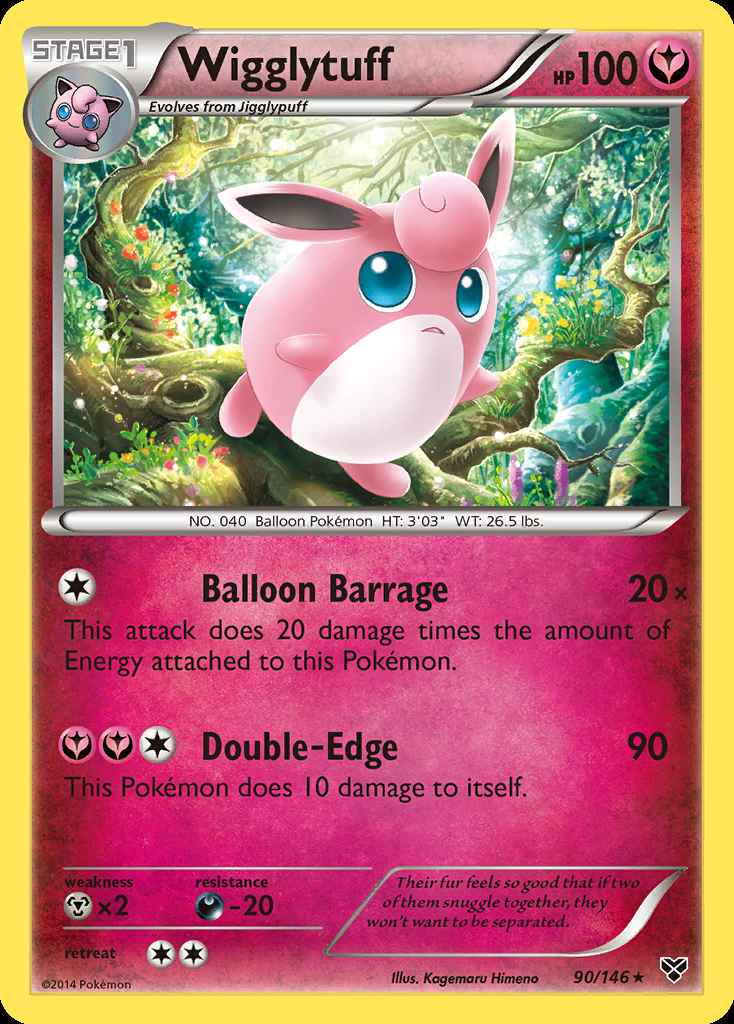 STAGE1
Wigglytuff
HP100
Evolves from Jigglypuff
NO. 040 Balloon Pokémon HT: 3'03" WT: 26.5 lbs.
Balloon Barrage 20×
This attack does 20 damage times the amount of
Energy attached to this Pokémon.
Double-Edge 90
This Pokémon does 10 damage to itself.
weakness resistance
×2 -20
retreat
Their fur feels so good that if two
of them snuggle together, they
won't want to be separated.
©2014 Pokémon Illus. Kagemaru Himeno 90/146★